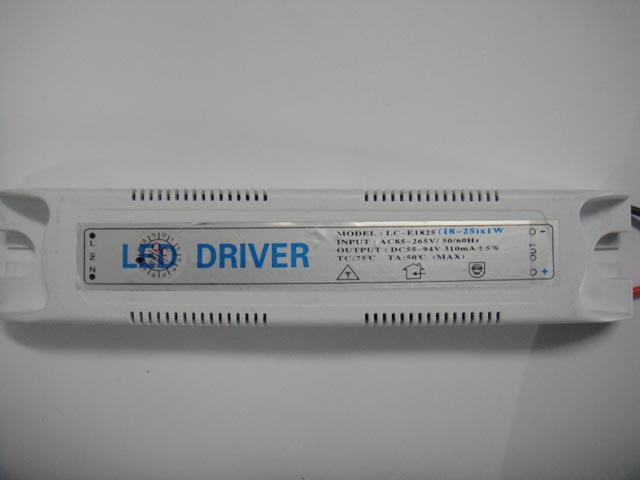 LED DRIVER
MODEL : LC-E1825 (18-25)x1W
INPUT : AC85-265V/ 50/60Hz
OUTPUT : DC55-94V 310mA±5%
TC:75℃ TA:50℃ (MAX)
L
N
OUT
-
+